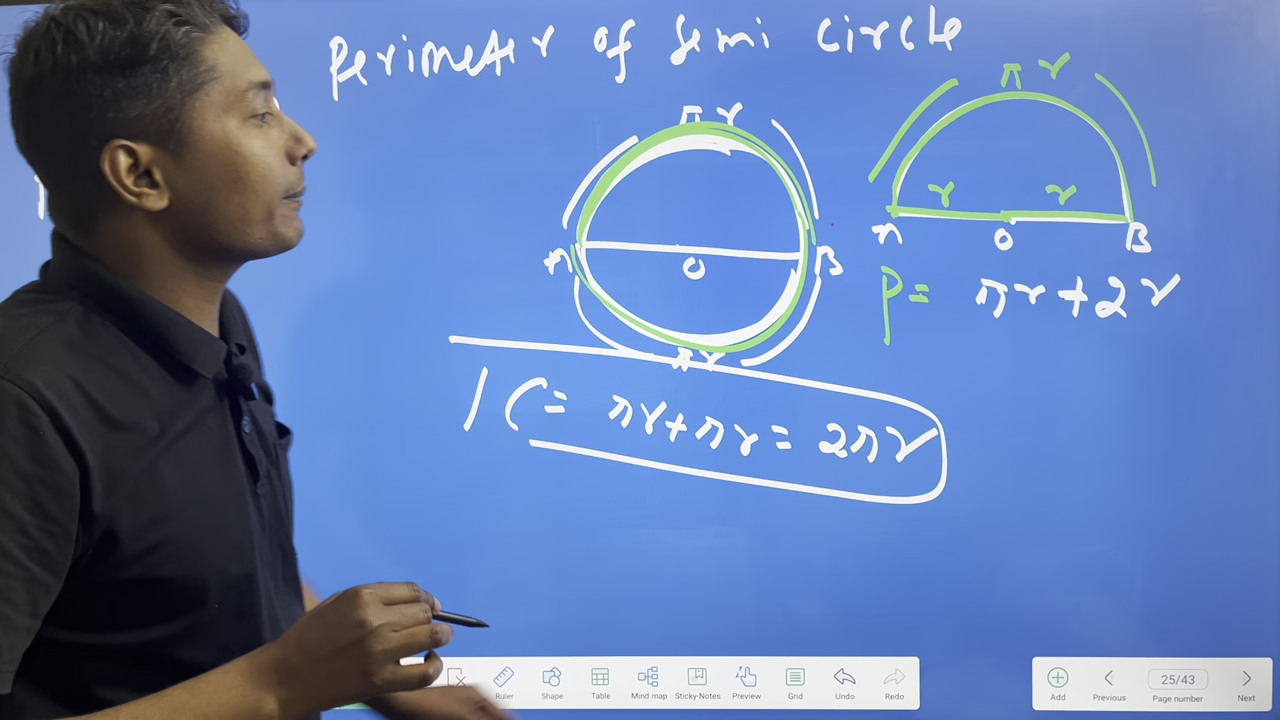 Perimeter of Semi circle
πr
πr
A
O
B
πr
C = πr + πr = 2πr
r
r
A
O
B
P = πr + 2r
Ruler
Shape
Table
Mind map
Sticky-Notes
Preview
Grid
Undo
Redo
Add
Previous
25/43
Page number
Next